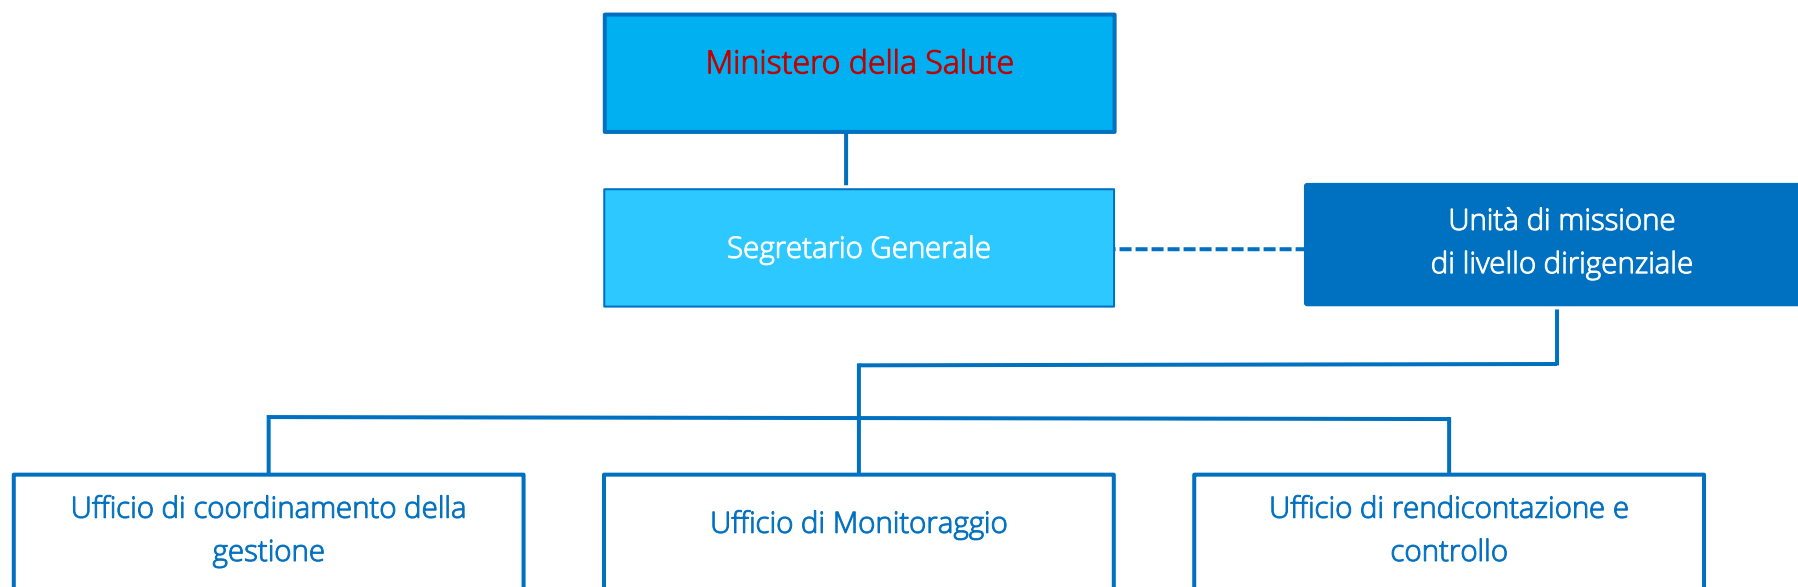 Ministero della Salute
Segretario Generale
Unità di missione
di livello dirigenziale
Ufficio di coordinamento della
gestione
Ufficio di Monitoraggio
Ufficio di rendicontazione e
controllo